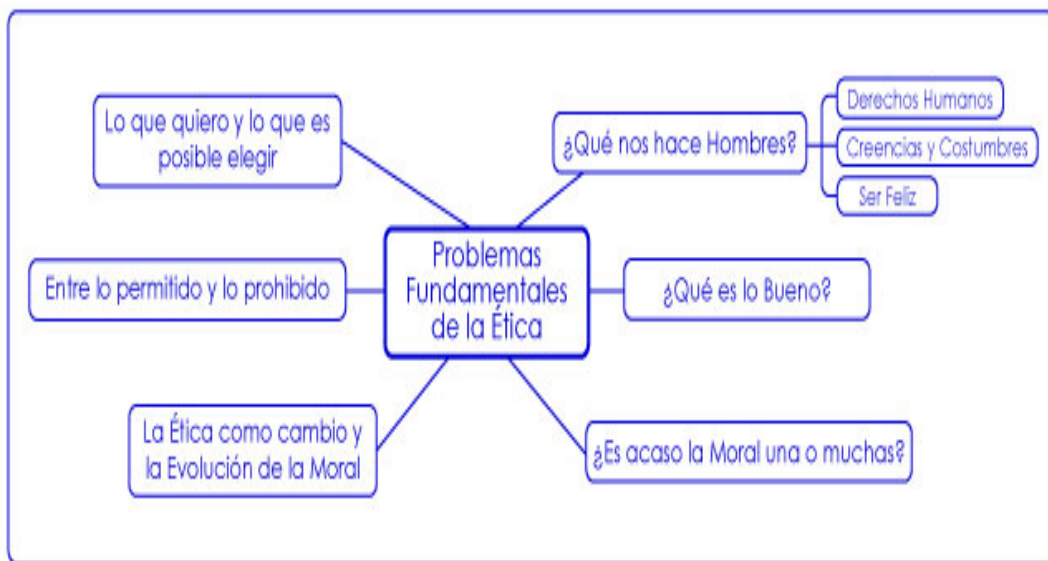 Lo que quiero y lo que es
posible elegir
¿Qué nos hace Hombres?
Derechos Humanos
Creencias y Costumbres
Ser Feliz
Entre lo permitido y lo prohibido
Problemas
Fundamentales
de la Ética
¿Qué es lo Bueno?
La Ética como cambio y
la Evolución de la Moral
¿Es acaso la Moral una o muchas?